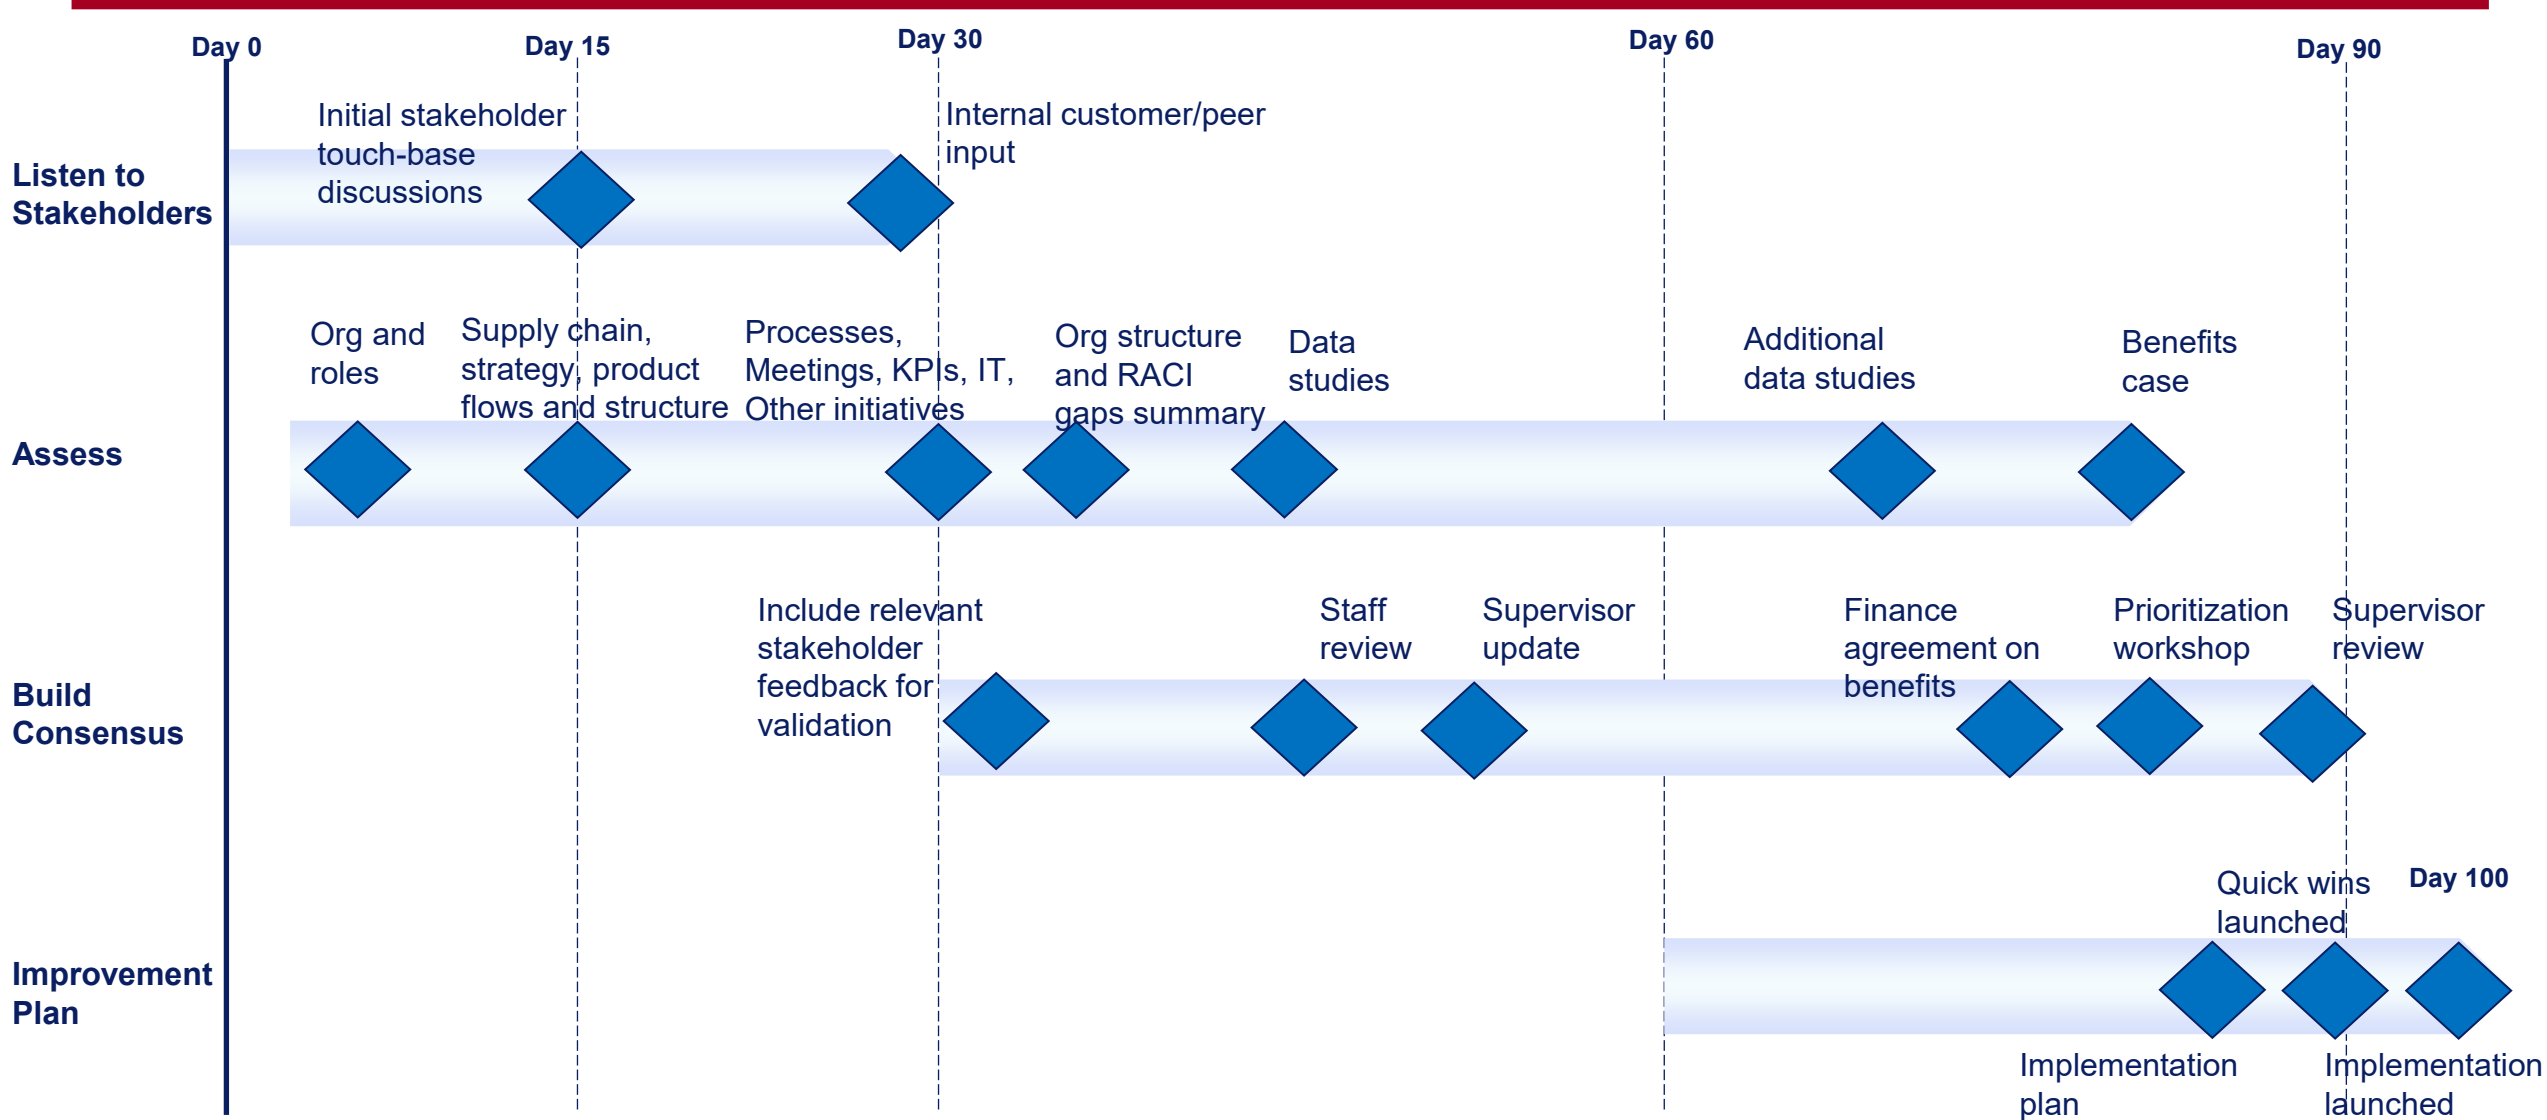 Day 0
Day 15
Day 30
Day 60
Day 90
Listen to
Stakeholders
Initial stakeholder
touch-base
discussions
Internal customer/peer
input
Assess
Org and
roles
Supply chain,
strategy, product
flows and structure
Processes,
Meetings, KPIs, IT,
Other initiatives
Org structure
and RACI
gaps summary
Data
studies
Additional
data studies
Benefits
case
Build
Consensus
Include relevant
stakeholder
feedback for
validation
Staff
review
Supervisor
update
Finance
agreement on
benefits
Prioritization
workshop
Supervisor
review
Improvement
Plan
Quick wins
launched
Day 100
Implementation
plan
Implementation
launched